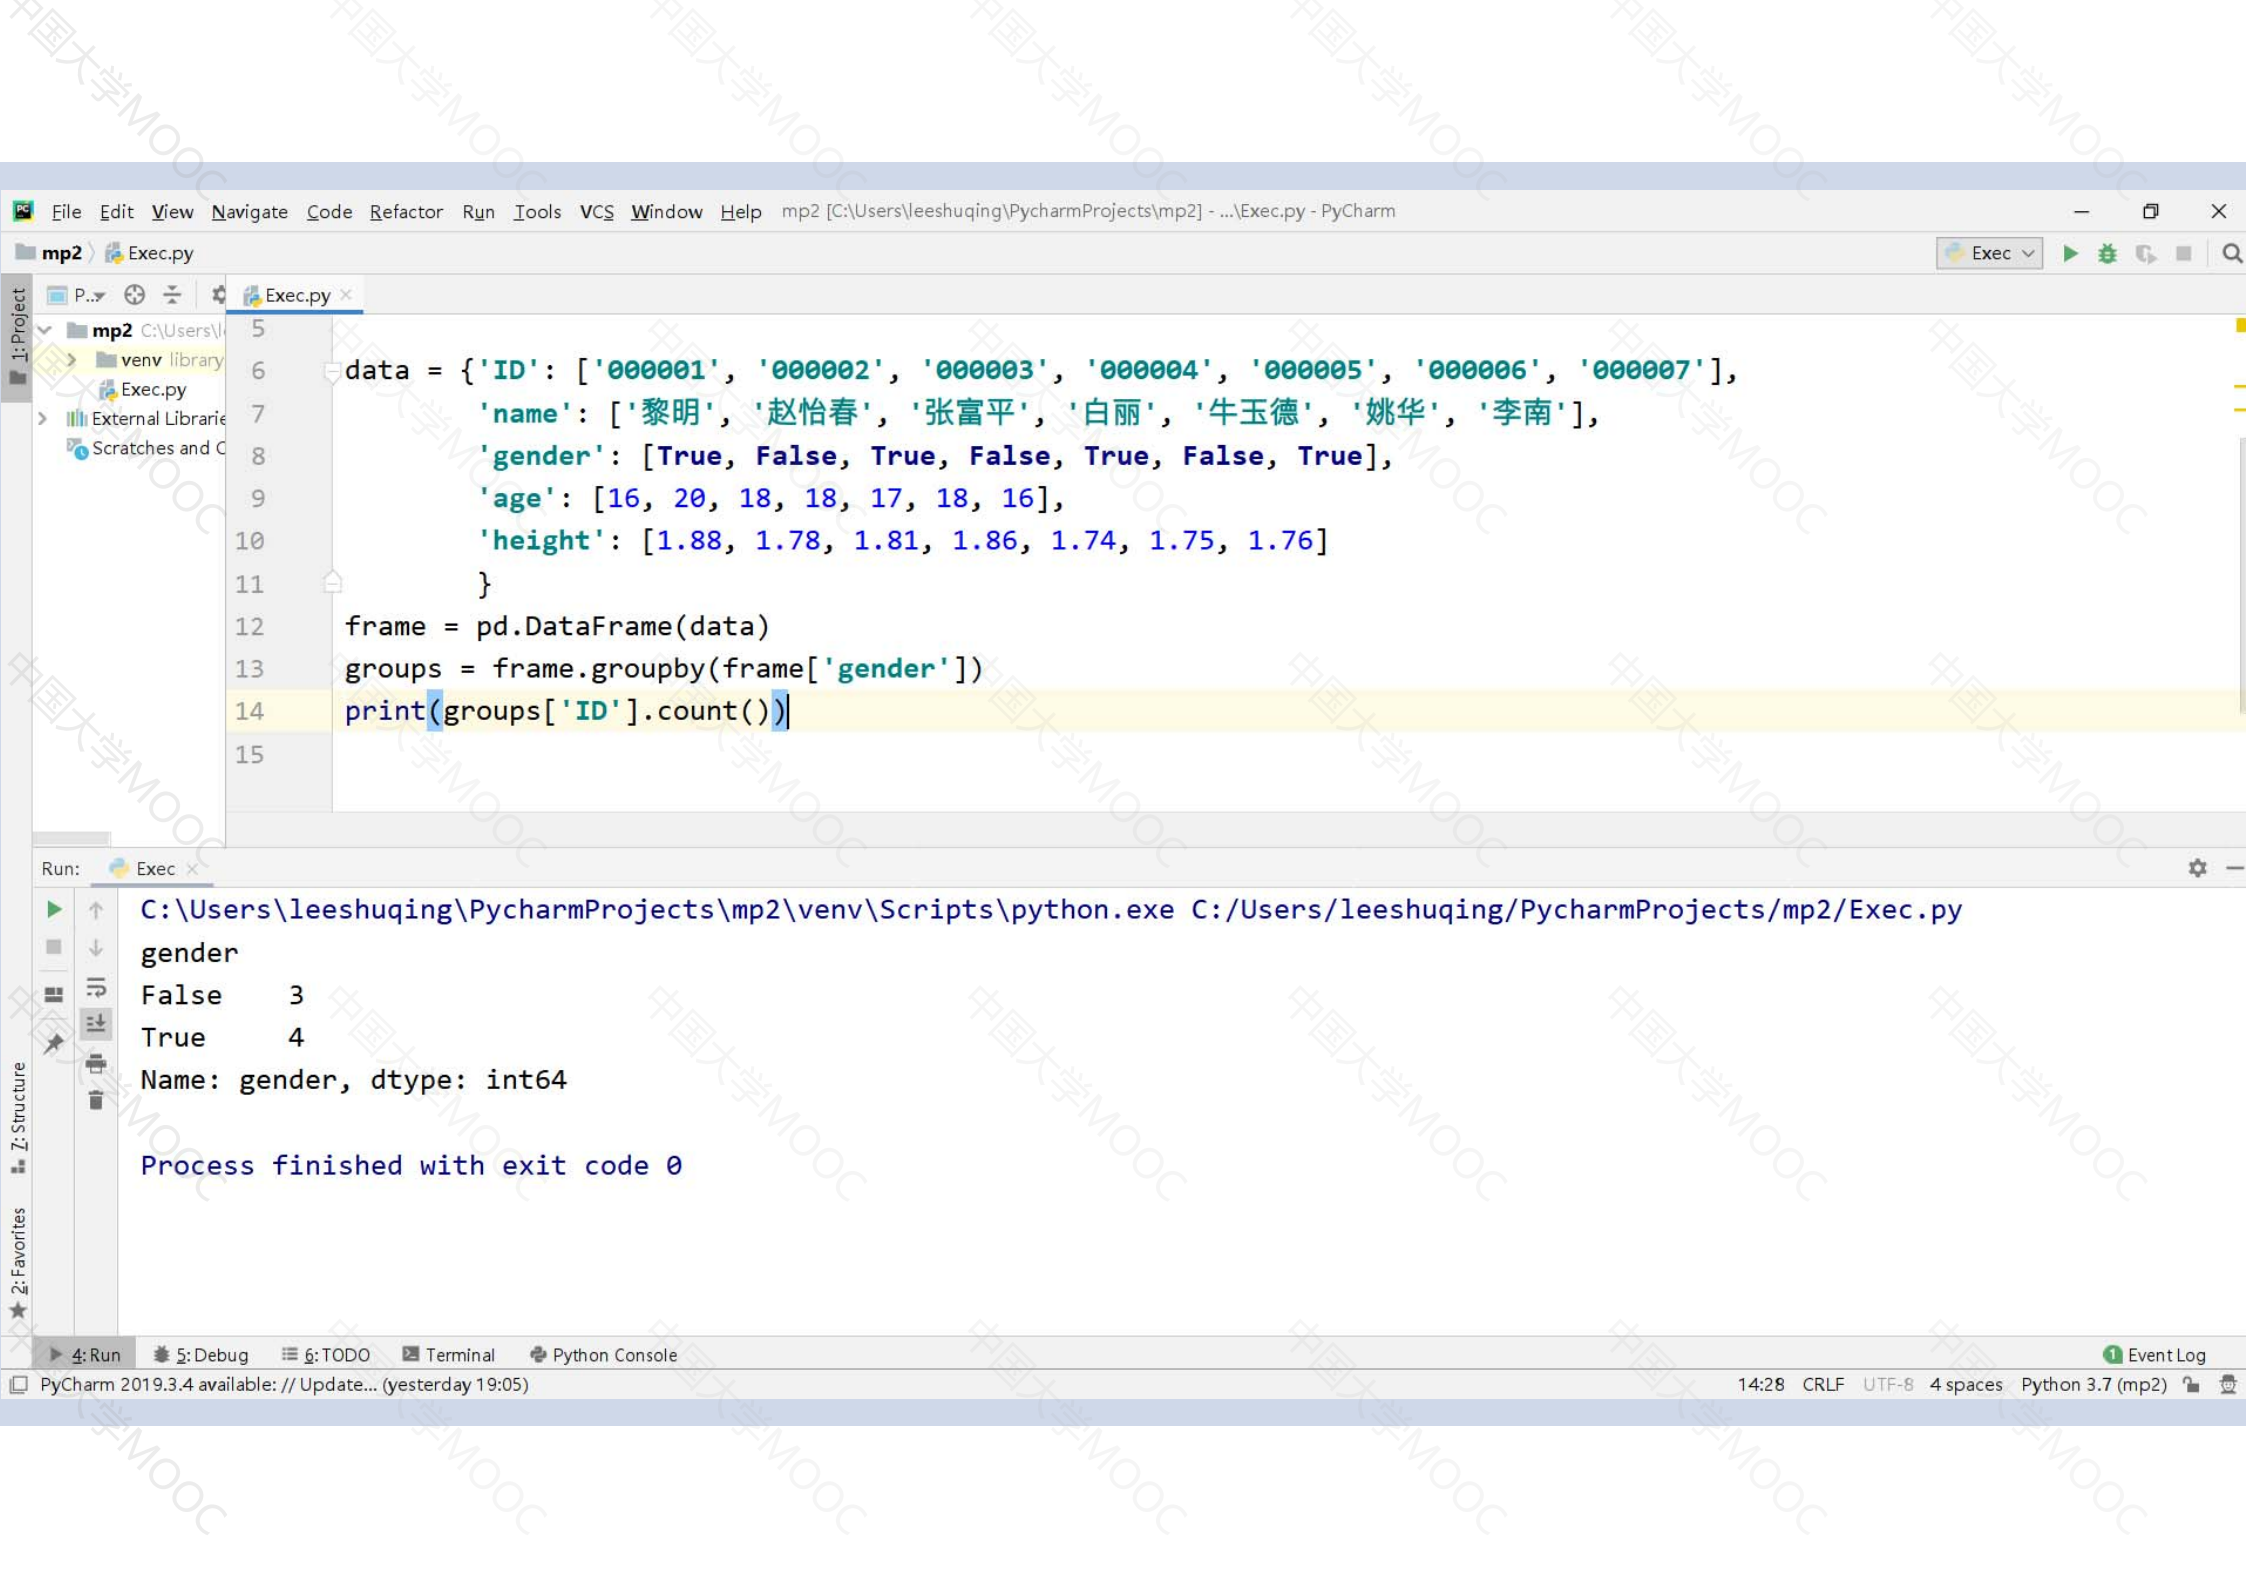 File Edit View Navigate Code Refactor Run Tools VCS Window Help mp2 [C:\Users\leeshuqing\PycharmProjects\mp2] - ...\Exec.py - PyCharm
mp2 Exec.py
Exec
1: Project
P..
Exec.py
mp2 C:\Users\
venv library
Exec.py
External Librarie
Scratches and C
5
6 data = {'ID': ['000001', '000002', '000003', '000004', '000005', '000006', '000007'],
7 'name': ['黎明', '赵怡春', '张富平', '白丽', '牛玉德', '姚华', '李南'],
8 'gender': [True, False, True, False, True, False, True],
9 'age': [16, 20, 18, 18, 17, 18, 16],
10 'height': [1.88, 1.78, 1.81, 1.86, 1.74, 1.75, 1.76]
11 }
12 frame = pd.DataFrame(data)
13 groups = frame.groupby(frame['gender'])
14 print(groups['ID'].count())
15
Run: Exec
C:\Users\leeshuqing\PycharmProjects\mp2\venv\Scripts\python.exe C:/Users/leeshuqing/PycharmProjects/mp2/Exec.py
gender
False 3
True 4
Name: gender, dtype: int64
Process finished with exit code 0
Z: Structure
2: Favorites
4: Run 5: Debug 6: TODO Terminal Python Console
1 Event Log
PyCharm 2019.3.4 available: // Update... (yesterday 19:05)
14:28 CRLF UTF-8 4 spaces Python 3.7 (mp2)
中国大学MOOC